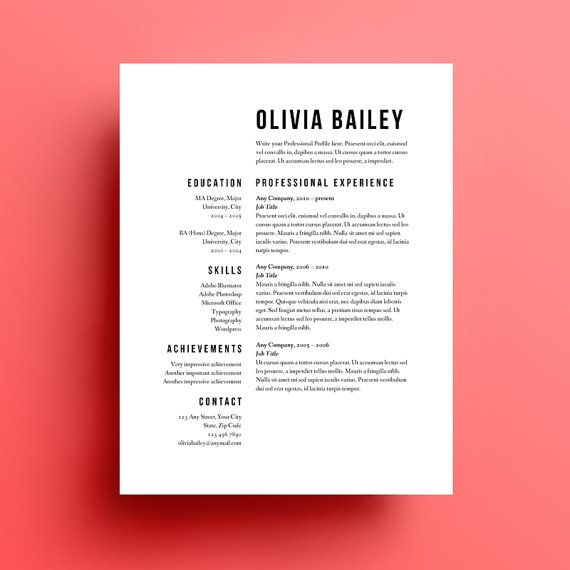 OLIVIA BAILEY
Write your Professional Profile here. Praesent orci elit, euismod
vel convallis in, dapibus a massa. Ut cursus quam a tortor cursus
placerat. Ut accumsan lectus sed leo posuere, a imperdiet.
EDUCATION
MA Degree, Major
University, City
2004 – 2005
BA (Hons) Degree, Major
University, City
2000 – 2004
SKILLS
Adobe Illustrator
Adobe Photoshop
Microsoft Office
Typography
Photography
Wordpress
ACHIEVEMENTS
Very impressive achievement
Another important achievement
Another impressive achievement
CONTACT
123 Any Street, Your City
State, Zip Code
123 456 7890
oliviabailey@anymail.com
PROFESSIONAL EXPERIENCE
Any Company, 2010 – present
Job Title
Praesent orci elit, euismod vel convallis in, dapibus a massa.
Ut cursus quam a tortor cursus placerat. Ut accumsan lectus sed leo
posuere. Mauris a fringilla nibh. Nulla sit amet mi sed sapien
iaculis varius. Praesent vestibulum dui sed erat egestas, id lacinia
turpis tempor.
Any Company, 2006 – 2010
Job Title
Mauris a fringilla nibh. Nulla sit amet mi sed sapien iaculis
varius. Praesent vestibulum dui sed erat egestas, id lacinia turpis
tempor. Quisque vehicula nisi erat, nec dapibus diam lobortis
eget. Sed feugiat metus tellus, a pretium risus tempus sed. Ut
accumsan lectus sed leo posuere, a imperdiet tellus mollis.
Mauris a fringilla nibh.
Any Company, 2005 – 2006
Job Title
Ut cursus quam a tortor cursus placerat. Ut accumsan lectus sed
leo posuere, a imperdiet tellus mollis. Mauris a fringilla nibh.
Nulla sit amet mi sed sapien iaculis varius. Praesent vestibulum
dui sed erat egestas, id lacinia turpis tempor.